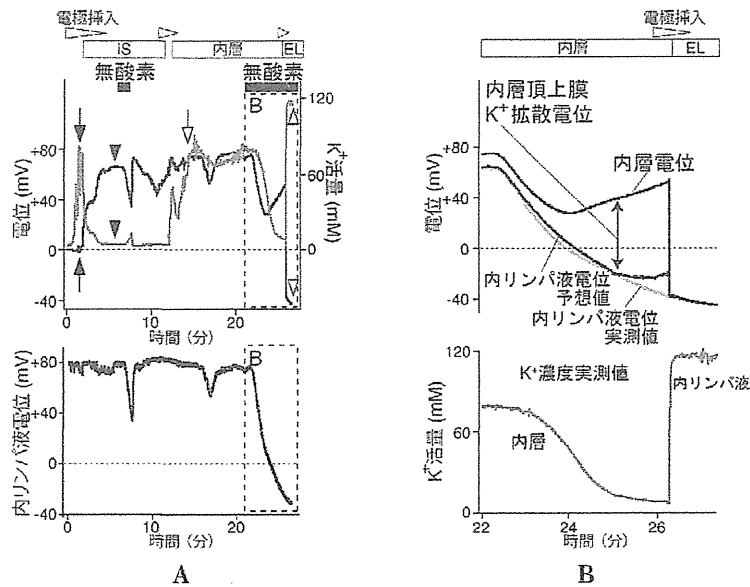 電極挿入
iS 内層 EL
無酸素 無酸素
B
電位 (mV)
+80
+40
0
-40
K⁺活量 (mM)
120
60
0
0 10 20
時間 (分)
内リンパ液電位 (mV)
+80
+40
0
-40
B
0 10 20
時間 (分)
A
電極挿入
内層 EL
内層頂上膜
K⁺拡散電位
内層電位
電位 (mV)
+80
+40
0
-40
内リンパ液電位
予想値
内リンパ液電位
実測値
K⁺活量 (mM)
120
60
0
K⁺濃度実測値
内リンパ液
内層
22 24 26
時間 (分)
B